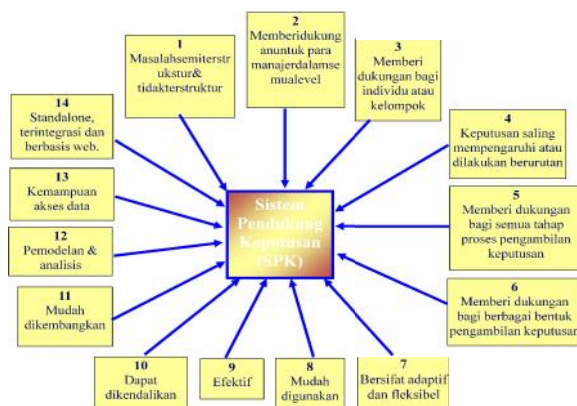 1
Masalahsemiterstr
ukstur&
tidakterstruktur
2
Memberidukung
anuntuk para
manajerdalamse
mualevel
3
Memberi
dukungan bagi
individu atau
kelompok
4
Keputusan saling
mempengaruhi atau
dilakukan berurutan
5
Memberi dukungan
bagi semua tahap
proses pengambilan
keputusan
6
Memberi dukungan
bagi berbagai bentuk
pengambilan keputusan
7
Bersifat adaptif
dan fleksibel
8
Mudah
digunakan
9
Efektif
10
Dapat
dikendalikan
11
Mudah
dikembangkan
12
Pemodelan &
analisis
13
Kemampuan
akses data
14
Standalone,
terintegrasi dan
berbasis web.
Sistem
Pendukung
Keputusan
(SPK)